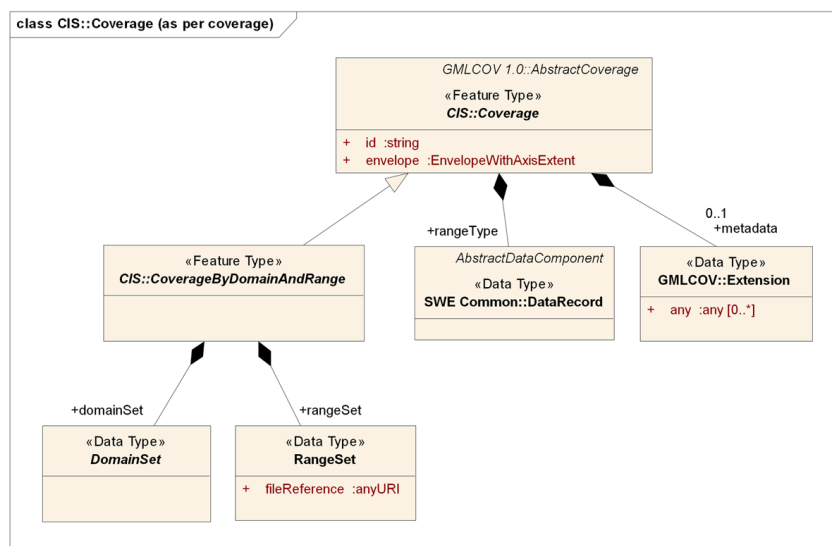 class CIS::Coverage (as per coverage)
GMLCOV 1.0::AbstractCoverage
«Feature Type»
CIS::Coverage
+ id :string
+ envelope :EnvelopeWithAxisExtent
+rangeType
0..1
+metadata
«Feature Type»
CIS::CoverageByDomainAndRange
AbstractDataComponent
«Data Type»
SWE Common::DataRecord
«Data Type»
GMLCOV::Extension
+ any :any [0..*]
+domainSet
+rangeSet
«Data Type»
DomainSet
«Data Type»
RangeSet
+ fileReference :anyURI